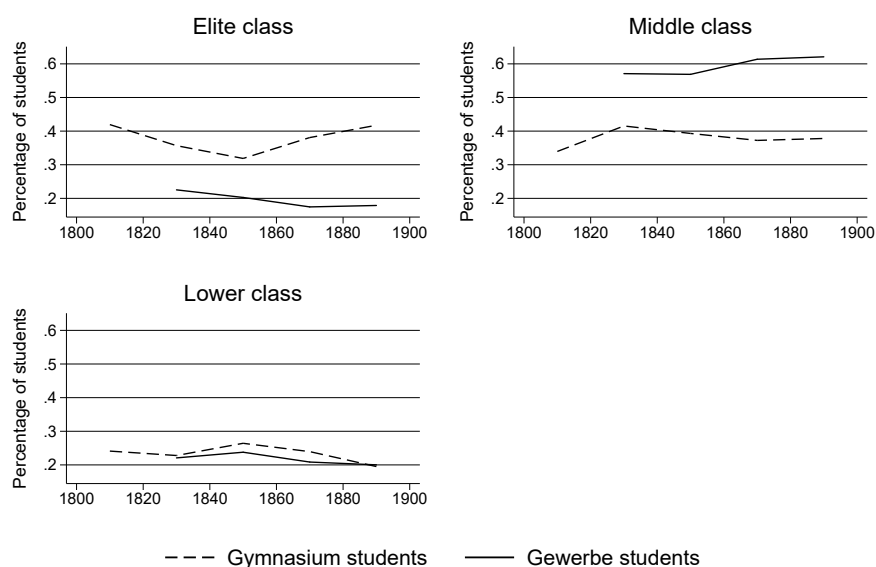 Elite class
Percentage of students
.6
.5
.4
.3
.2
1800 1820 1840 1860 1880 1900
Middle class
Percentage of students
.6
.5
.4
.3
.2
1800 1820 1840 1860 1880 1900
Lower class
Percentage of students
.6
.5
.4
.3
.2
1800 1820 1840 1860 1880 1900
Gymnasium students Gewerbe students